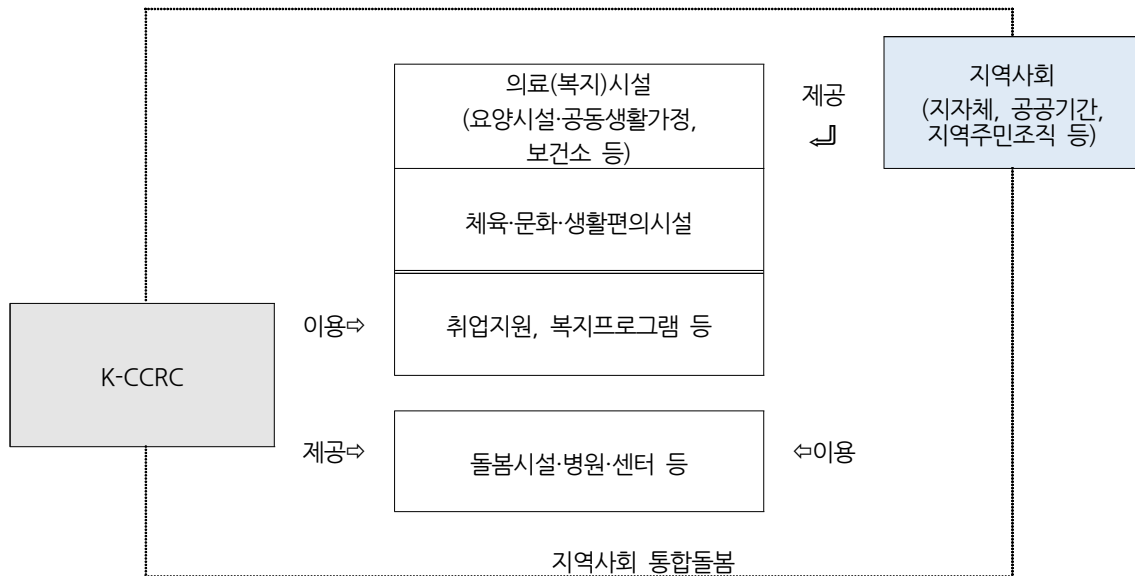 의료(복지)시설
(요양시설·공동생활가정,
보건소 등)
제공
지역사회
(지자체, 공공기간,
지역주민조직 등)
체육·문화·생활편의시설
K-CCRC
이용⇨
취업지원, 복지프로그램 등
제공⇨
돌봄시설·병원·센터 등
⇦이용
지역사회 통합돌봄